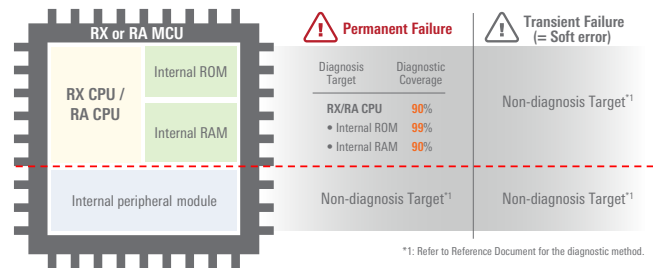 RX or RA MCU
RX CPU /
RA CPU
Internal ROM
Internal RAM
Internal peripheral module
Permanent Failure
Diagnosis
Target
Diagnostic
Coverage
RX/RA CPU 90%
• Internal ROM 99%
• Internal RAM 90%
Non-diagnosis Target*1
Transient Failure
(= Soft error)
Non-diagnosis Target*1
Non-diagnosis Target*1
*1: Refer to Reference Document for the diagnostic method.